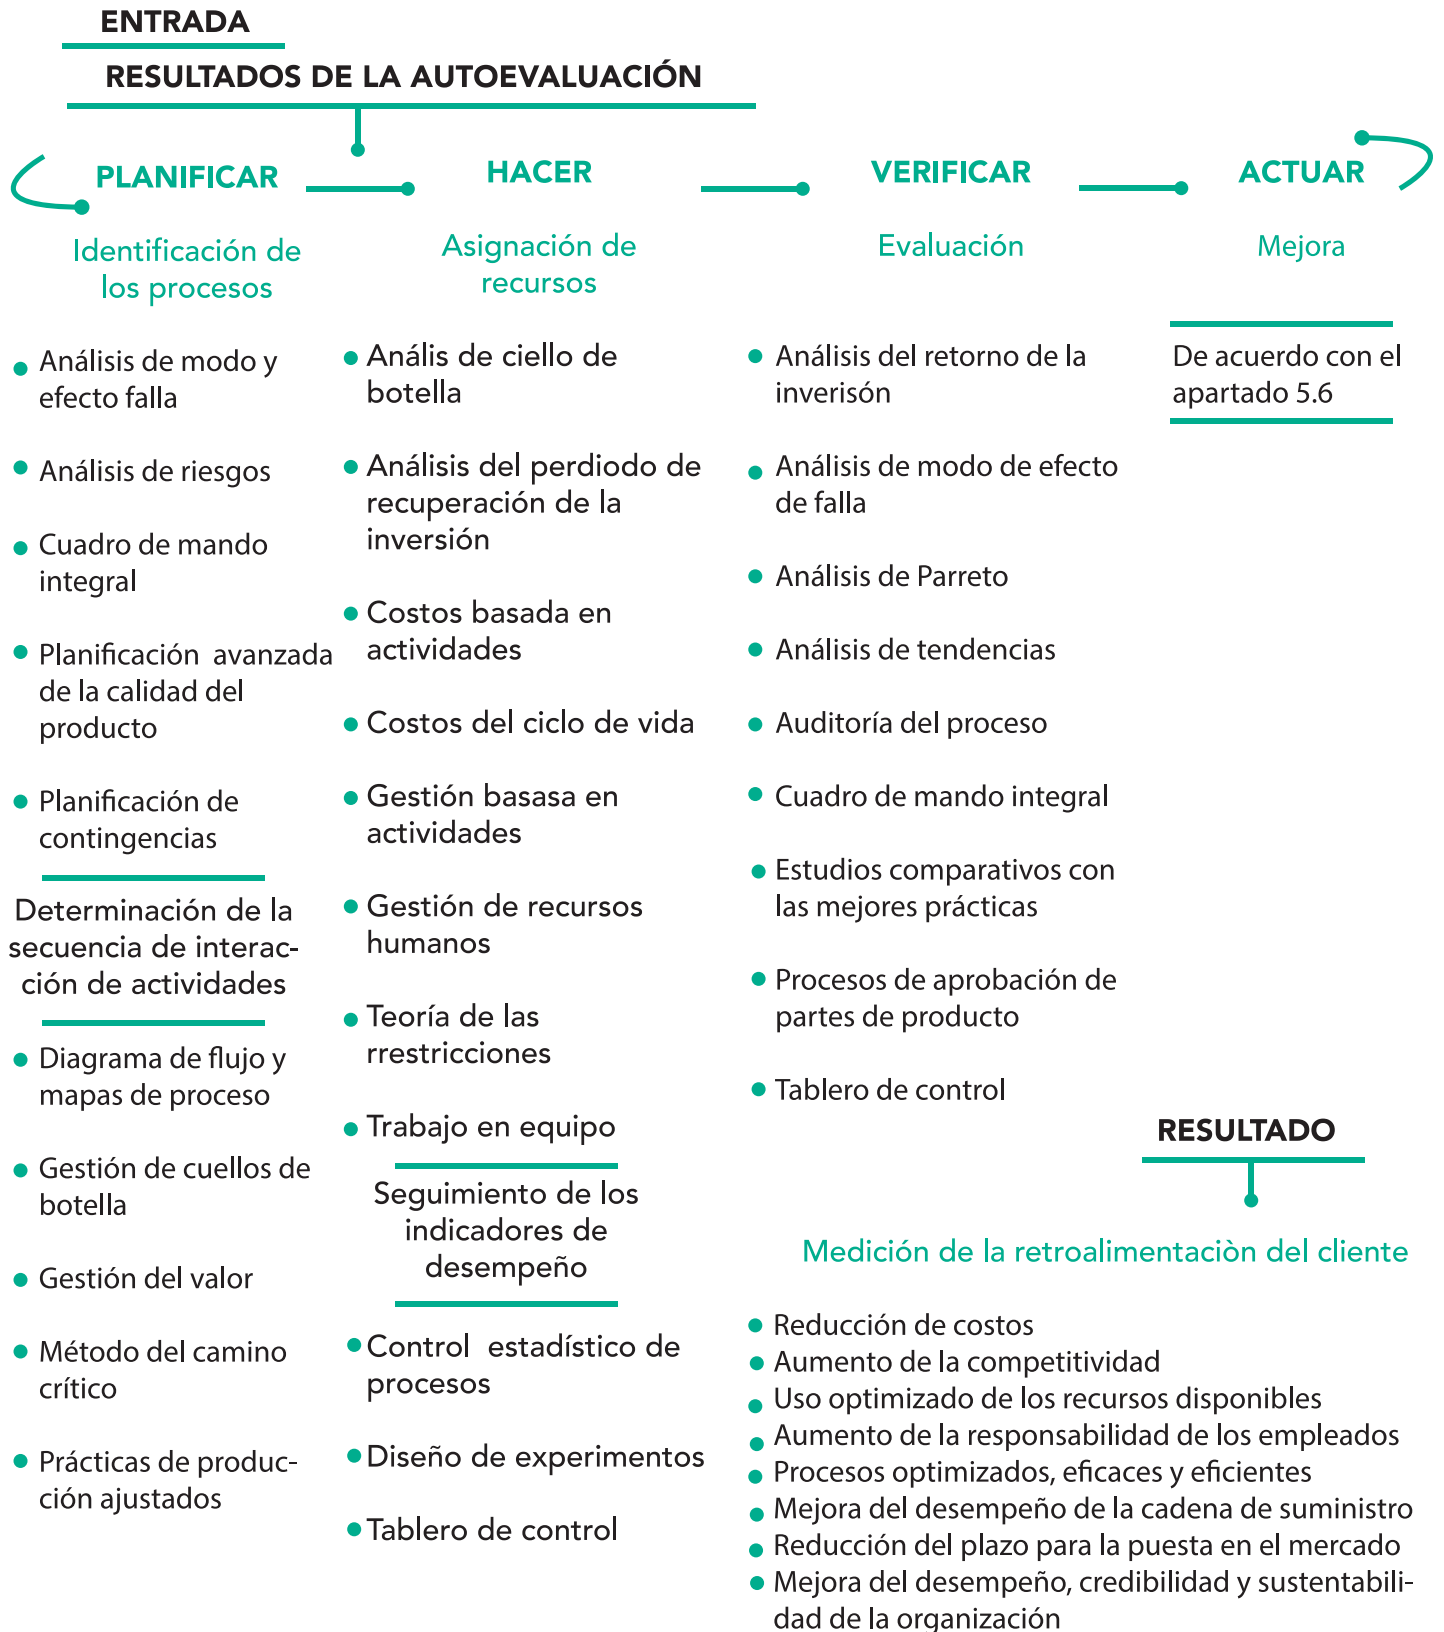 ENTRADA
RESULTADOS DE LA AUTOEVALUACIÓN
PLANIFICAR
Identificación de
los procesos
Análisis de modo y
efecto falla
Análisis de riesgos
Cuadro de mando
integral
Planificación avanzada
de la calidad del
producto
Planificación de
contingencias
Determinación de la
secuencia de interac-
ción de actividades
Diagrama de flujo y
mapas de proceso
Gestión de cuellos de
botella
Gestión del valor
Método del camino
crítico
Prácticas de produc-
ción ajustados
HACER
Asignación de
recursos
Anális de ciello de
botella
Análisis del perdiodo de
recuperación de la
inversión
Costos basada en
actividades
Costos del ciclo de vida
Gestión basasa en
actividades
Gestión de recursos
humanos
Teoría de las
rrestricciones
Trabajo en equipo
Seguimiento de los
indicadores de
desempeño
Control estadístico de
procesos
Diseño de experimentos
Tablero de control
VERIFICAR
Evaluación
Análisis del retorno de la
inverisón
Análisis de modo de efecto
de falla
Análisis de Parreto
Análisis de tendencias
Auditoría del proceso
Cuadro de mando integral
Estudios comparativos con
las mejores prácticas
Procesos de aprobación de
partes de producto
Tablero de control
ACTUAR
Mejora
De acuerdo con el
apartado 5.6
RESULTADO
Medición de la retroalimentaciòn del cliente
Reducción de costos
Aumento de la competitividad
Uso optimizado de los recursos disponibles
Aumento de la responsabilidad de los empleados
Procesos optimizados, eficaces y eficientes
Mejora del desempeño de la cadena de suministro
Reducción del plazo para la puesta en el mercado
Mejora del desempeño, credibilidad y sustentabili-
dad de la organización